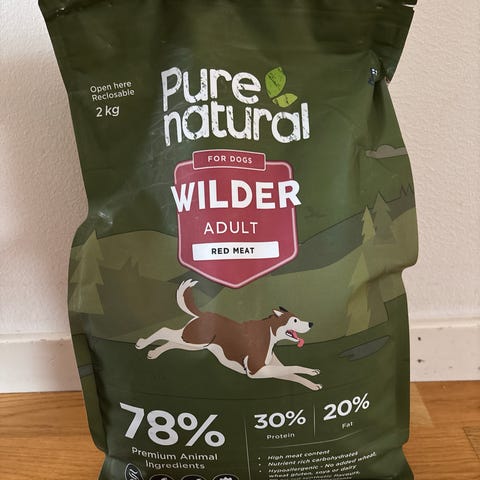 Open here
Reclosable
2 kg
Pure
natural
FOR DOGS
WILDER
ADULT
RED MEAT
78%
Premium Animal
Ingredients
30%
Protein
20%
Fat
• High meat content
• Nutrient rich carbohydrates
• Hypoallergenic - No added wheat,
wheat gluten, soya or dairy